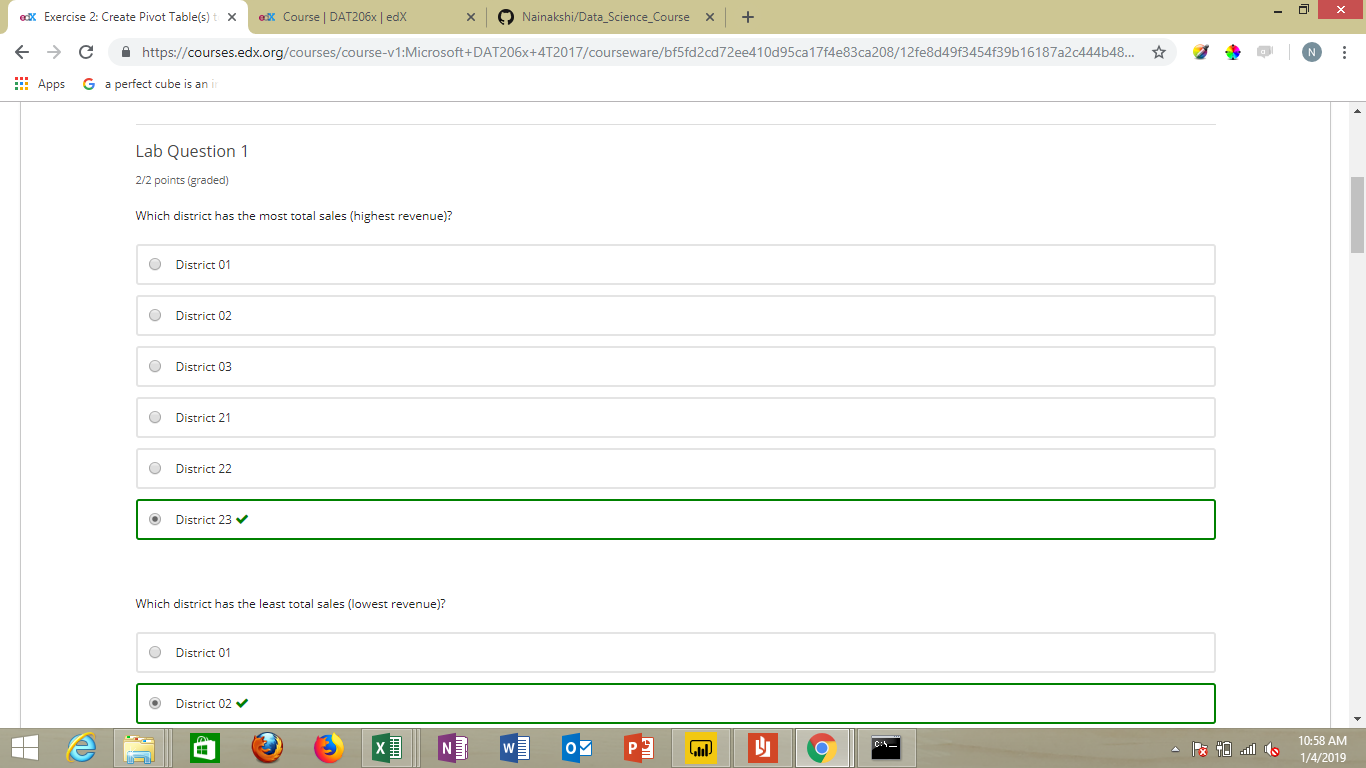 edX Exercise 2: Create Pivot Table(s) t
edX Course | DAT206x | edX
Nainakshi/Data_Science_Course
https://courses.edx.org/courses/course-v1:Microsoft+DAT206x+4T2017/courseware/bf5fd2cd72ee410d95ca17f4e83ca208/12fe8d49f3454f39b16187a2c444b48...
N
Apps
G a perfect cube is an i
Lab Question 1
2/2 points (graded)
Which district has the most total sales (highest revenue)?
District 01
District 02
District 03
District 21
District 22
District 23
Which district has the least total sales (lowest revenue)?
District 01
District 02
10:58 AM
1/4/2019